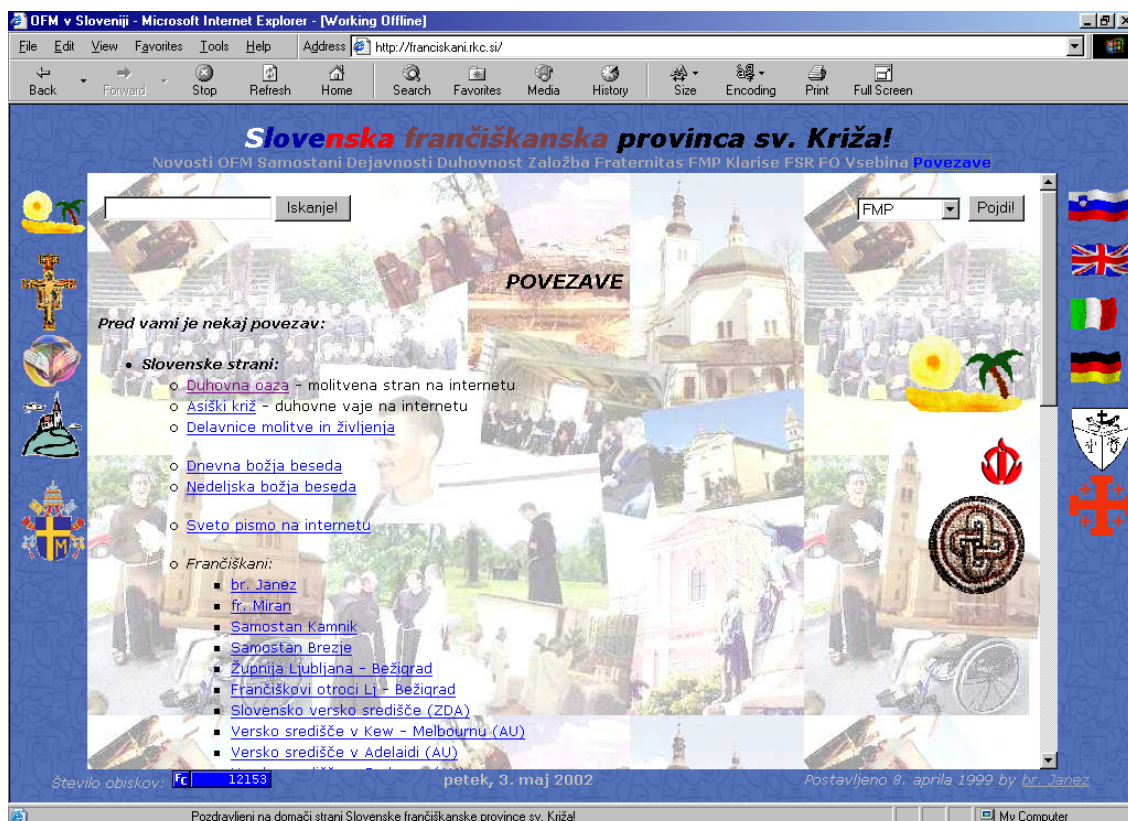 OFM v Sloveniji - Microsoft Internet Explorer - [Working Offline]
File Edit View Favorites Tools Help Address http://franciskani.rkc.si/
Back Forward Stop Refresh Home Search Favorites Media History Size Encoding Print Full Screen
Slovenska frančiškanska provinca sv. Križa!
Novosti OFM Samostani Dejavnosti Duhovnost Založba Fraternitas FMP Klarise FSR FO Vsebina Povezave
Iskanje! FMP Pojdi!
POVEZAVE
Pred vami je nekaj povezav:
Slovenske strani:
Duhovna oaza - molitvena stran na internetu
Asiški križ - duhovne vaje na internetu
Delavnice molitve in življenja
Dnevna božja beseda
Nedeljska božja beseda
Sveto pismo na internetu
Frančiškani:
br. Janez
fr. Miran
Samostan Kamnik
Samostan Brezje
Župnija Ljubljana - Bežigrad
Frančiškovi otroci Lj - Bežigrad
Slovensko versko središče (ZDA)
Versko središče v Kew - Melbournu (AU)
Versko središče v Adelaidi (AU)
Število obiskov: FC 12153 petek, 3. maj 2002 Postavljeno 8. aprila 1999 by br. Janez
Pozdravljeni na domači strani Slovenske frančiškanske province sv. Križa! My Computer